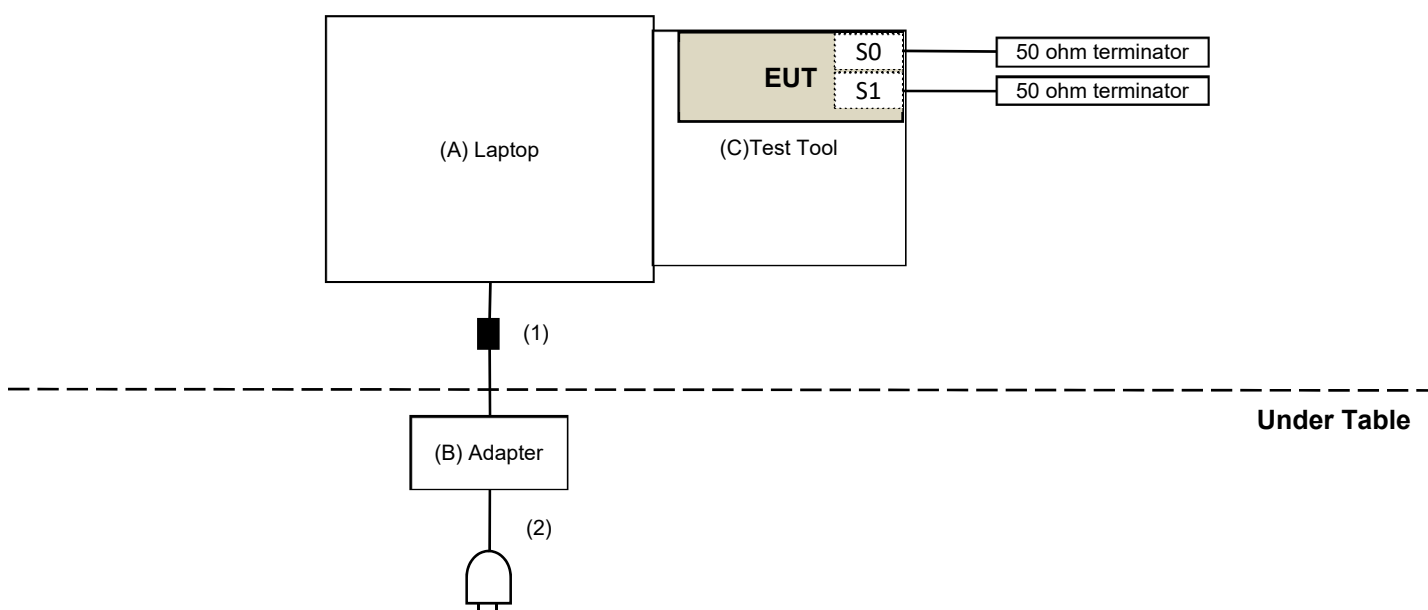 S0
50 ohm terminator
EUT
S1
50 ohm terminator
(A) Laptop
(C)Test Tool
(1)
Under Table
(B) Adapter
(2)